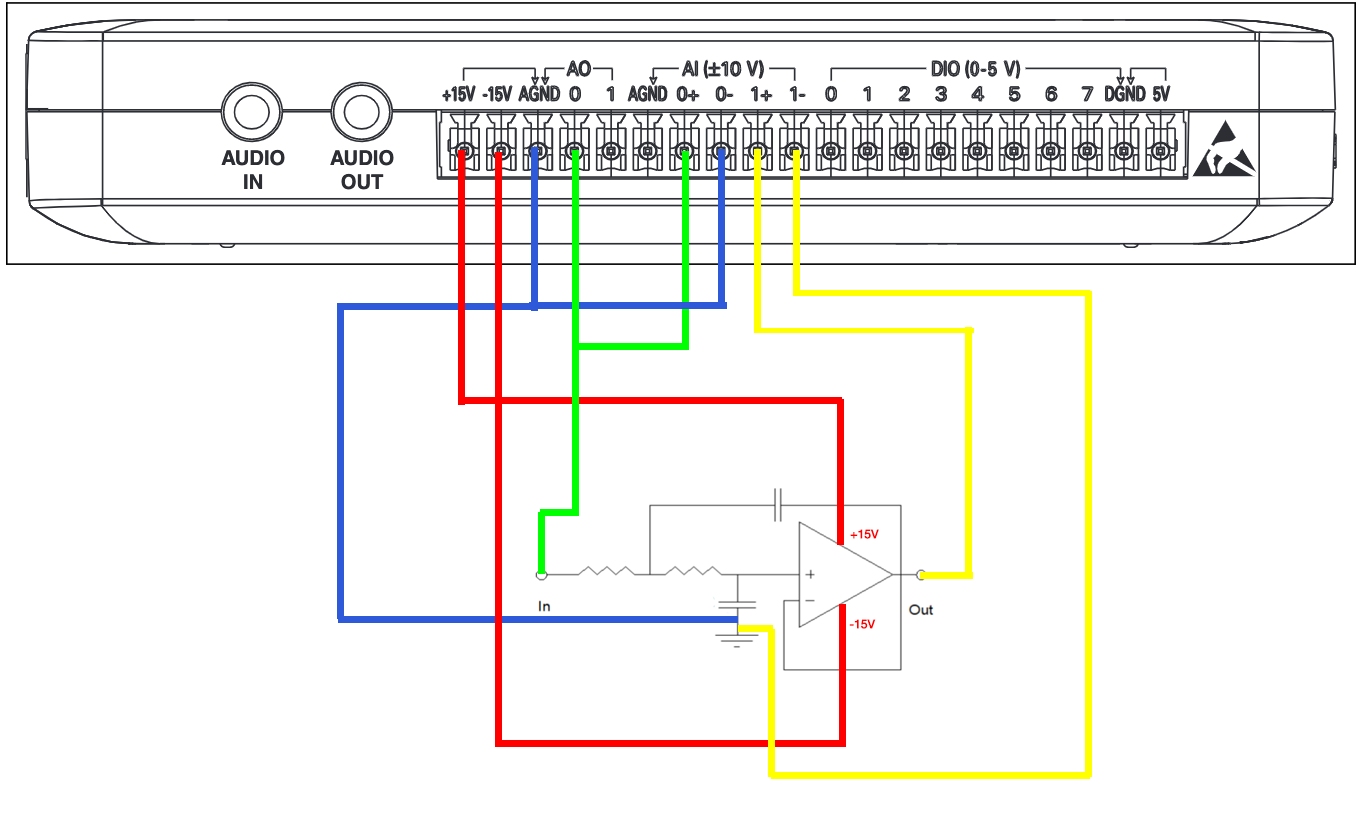 AO AI (±10 V) DIO (0-5 V)
+15V -15V AGND 0 1 AGND 0+ 0- 1+ 1- 0 1 2 3 4 5 6 7 DGND 5V
AUDIO IN
AUDIO OUT
+15V
+
−
In
Out
-15V